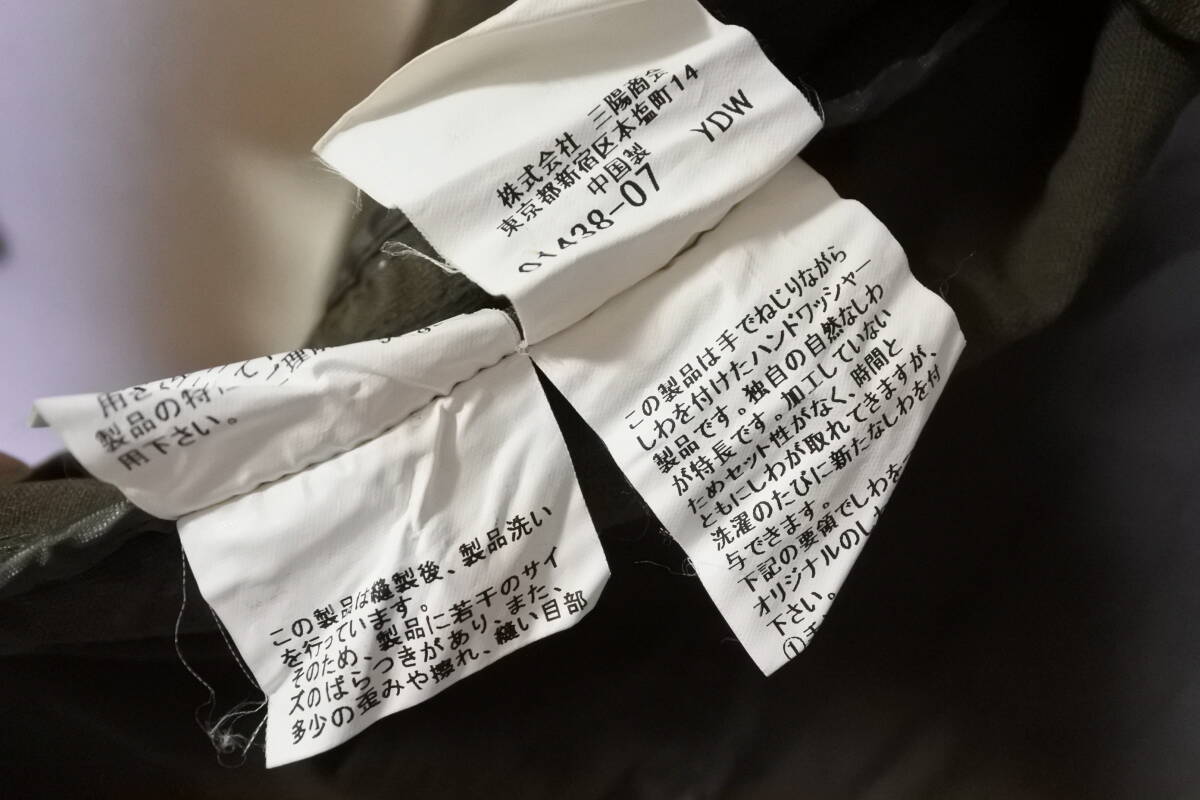 株式会社 三陽商会
東京都新宿区本塩町14
中国製
01438-07
YDW
この製品は手でねじりながら
しわを付けたハンドワッシャー
製品です。独自の自然なしわ
が特長です。加工していない
ためセット性がなく、時間と
ともにしわが取れてきますが、
洗濯のたびに新たなしわを付
与できます。
下記の要領でしわを
オリジナルのしわ
下さい。
①
製品の特に
用下さい。
この製品は縫製後、製品洗い
を行っています。
そのため、製品に若干のサイ
ズのばらつきがあり、また、
多少の歪みや擦れ、縫い目部